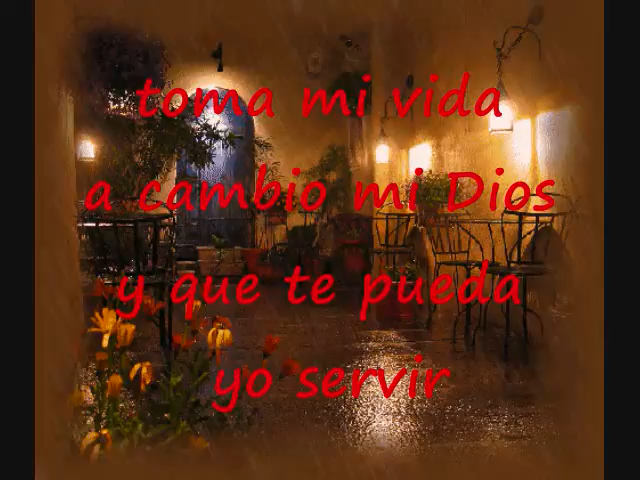 toma mi vida
a cambio mi Dios
y que te pueda
yo servir